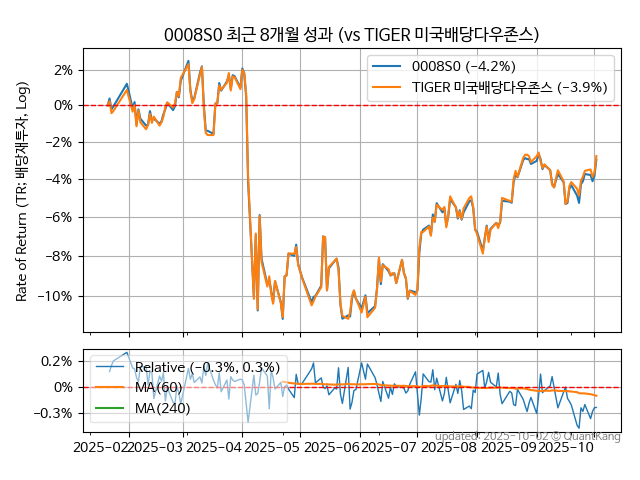 0008S0 최근 8개월 성과 (vs TIGER 미국배당다우존스)
Rate of Return (TR: 배당재투자, Log)
2%
0%
−2%
−4%
−6%
−8%
−10%
0008S0 (−4.2%)
TIGER 미국배당다우존스 (−3.9%)
0.2%
0%
−0.3%
Relative (−0.3%, 0.3%)
MA(60)
MA(240)
2025-02 2025-03 2025-04 2025-05 2025-06 2025-07 2025-08 2025-09 2025-10
updated: 2025-10-02 © QuantKang